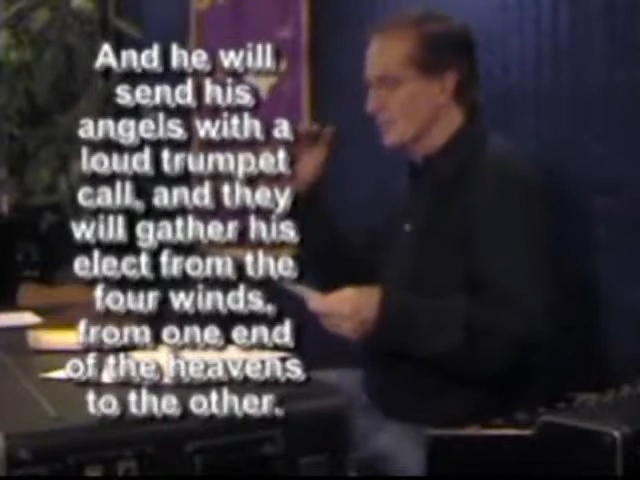 And he will
send his
angels with a
loud trumpet
call, and they
will gather his
elect from the
four winds,
from one end
of the heavens
to the other.